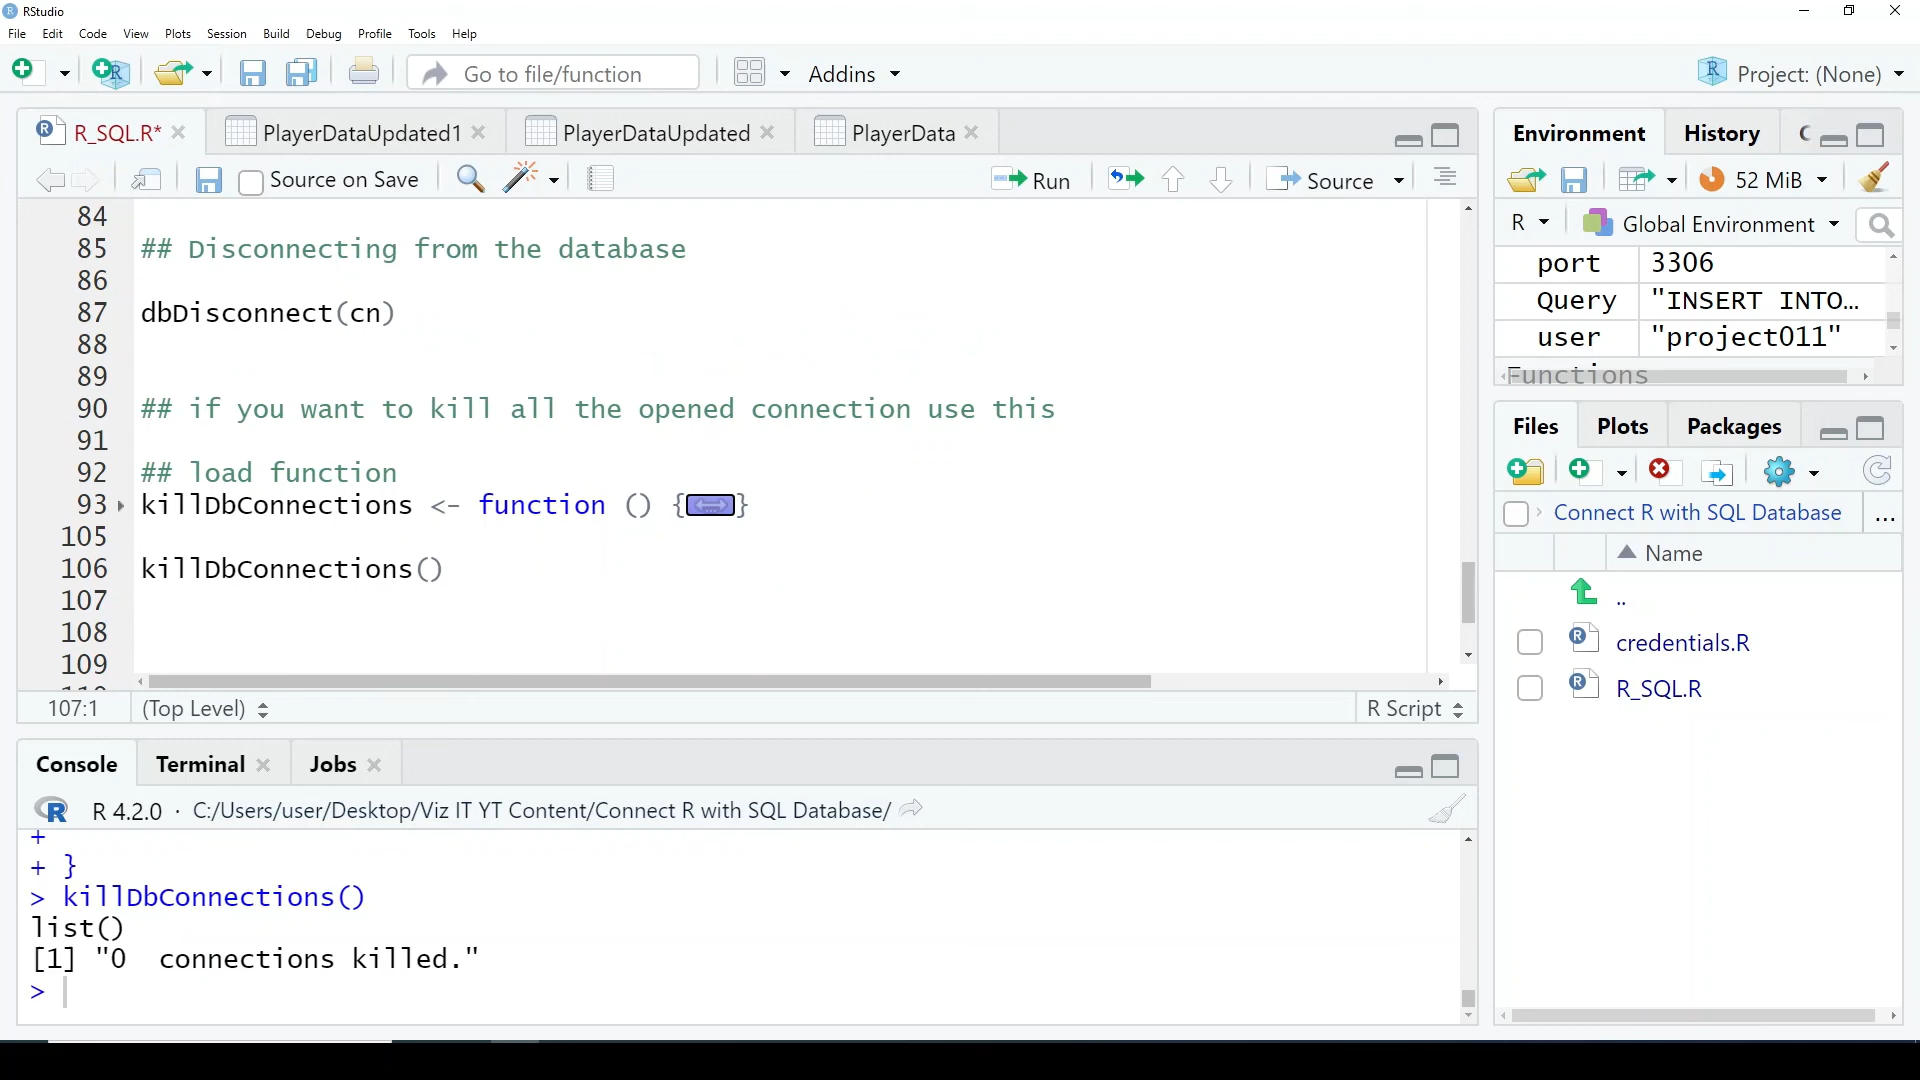 RStudio
File Edit Code View Plots Session Build Debug Profile Tools Help
Go to file/function Addins Project: (None)
R_SQL.R* PlayerDataUpdated1 PlayerDataUpdated PlayerData
Source on Save Run Source
84
85 ## Disconnecting from the database
86
87 dbDisconnect(cn)
88
89
90 ## if you want to kill all the opened connection use this
91
92 ## load function
93 killDbConnections <- function () {}
105
106 killDbConnections()
107
108
109
107:1 (Top Level) R Script
Console Terminal Jobs
R 4.2.0 · C:/Users/user/Desktop/Viz IT YT Content/Connect R with SQL Database/
+
+ }
> killDbConnections()
list()
[1] "0  connections killed."
>
Environment History
52 MiB
R Global Environment
port 3306
Query "INSERT INTO…
user "project011"
Functions
Files Plots Packages
Connect R with SQL Database ...
Name
..
credentials.R
R_SQL.R